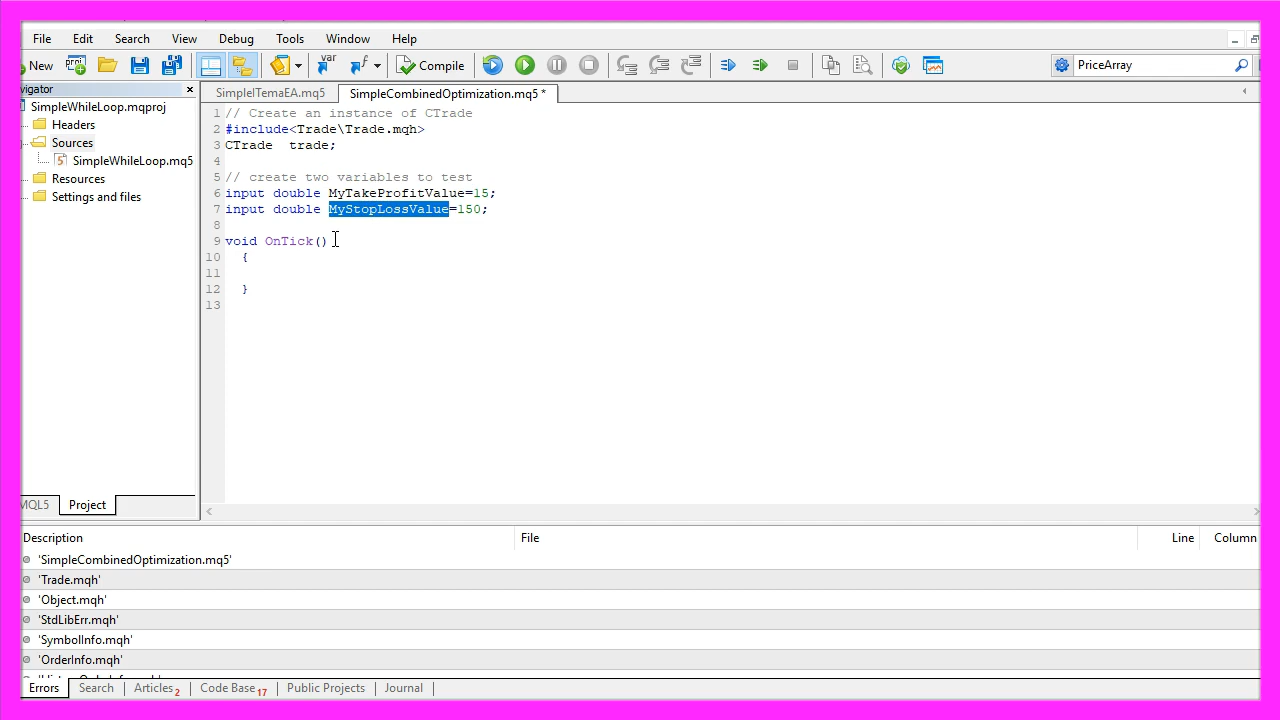 File Edit Search View Debug Tools Window Help
New Compile PriceArray
vigator
SimpleITemaEA.mq5 SimpleCombinedOptimization.mq5 *
SimpleWhileLoop.mqproj
Headers
Sources
5 SimpleWhileLoop.mq5
Resources
Settings and files
MQL5 Project
1 // Create an instance of CTrade
2 #include<Trade\Trade.mqh>
3 CTrade  trade;
4
5 // create two variables to test
6 input double MyTakeProfitValue=15;
7 input double MyStopLossValue=150;
8
9 void OnTick()
10 {
11
12 }
13
Description File Line Column
'SimpleCombinedOptimization.mq5'
'Trade.mqh'
'Object.mqh'
'StdLibErr.mqh'
'SymbolInfo.mqh'
'OrderInfo.mqh'
Errors Search Articles 2 Code Base 17 Public Projects Journal